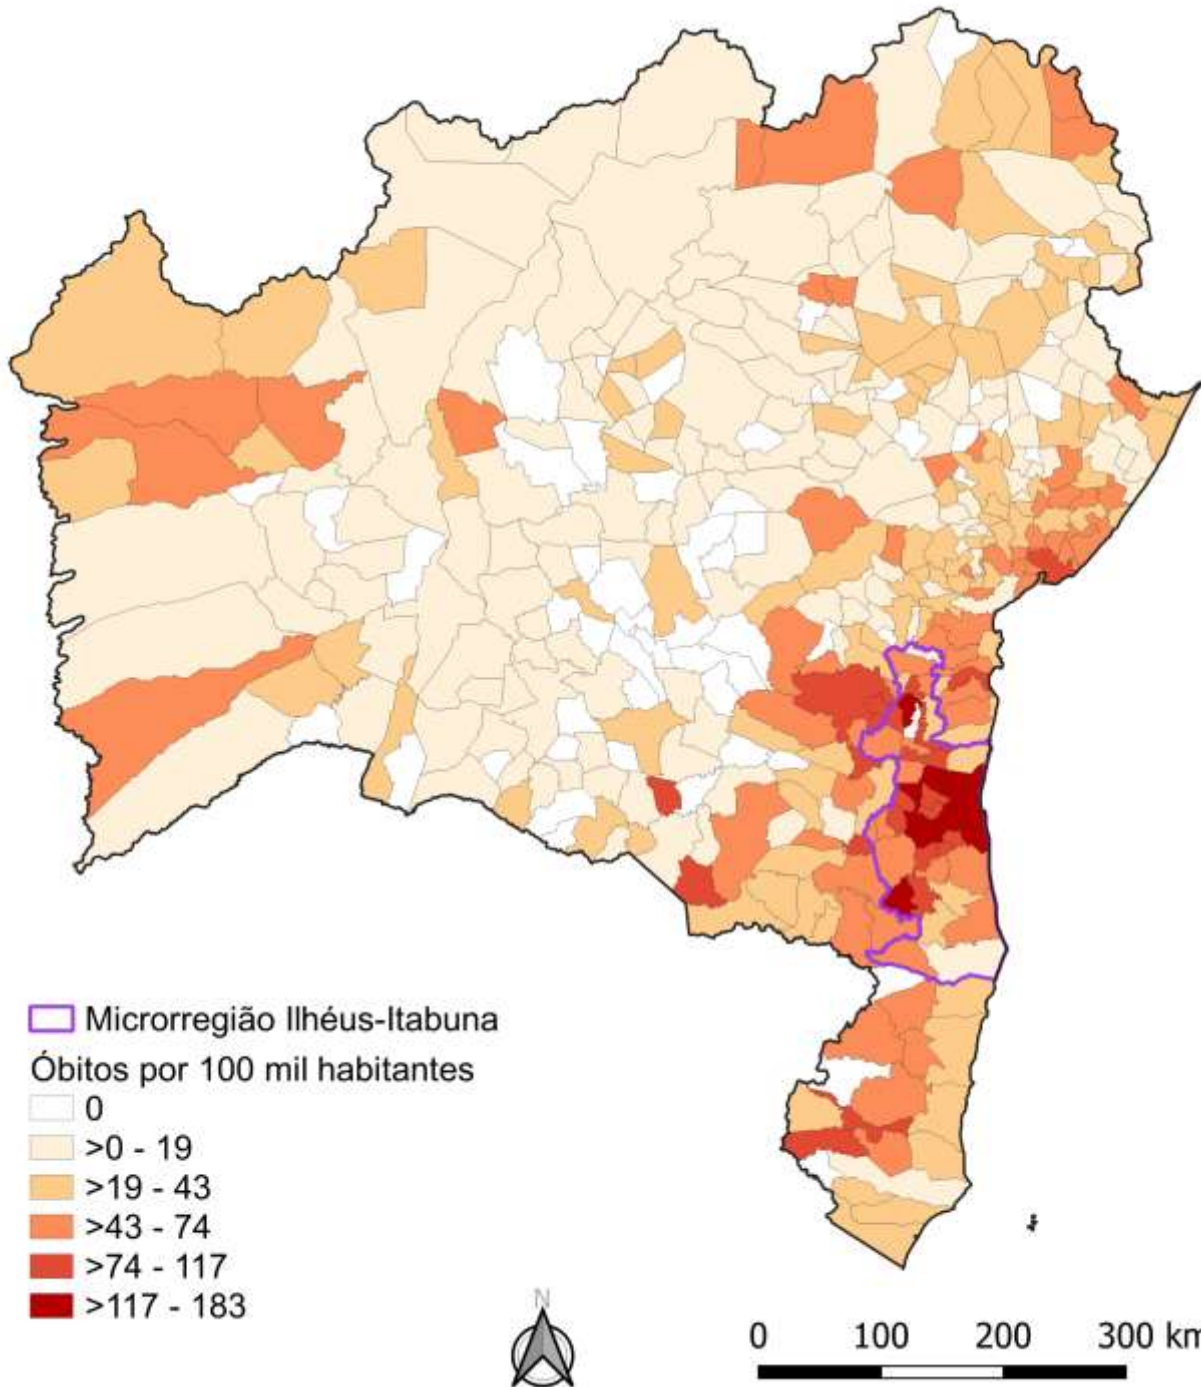 Microrregião Ilhéus-Itabuna
Óbitos por 100 mil habitantes
0
>0 - 19
>19 - 43
>43 - 74
>74 - 117
>117 - 183
N
0 100 200 300 km